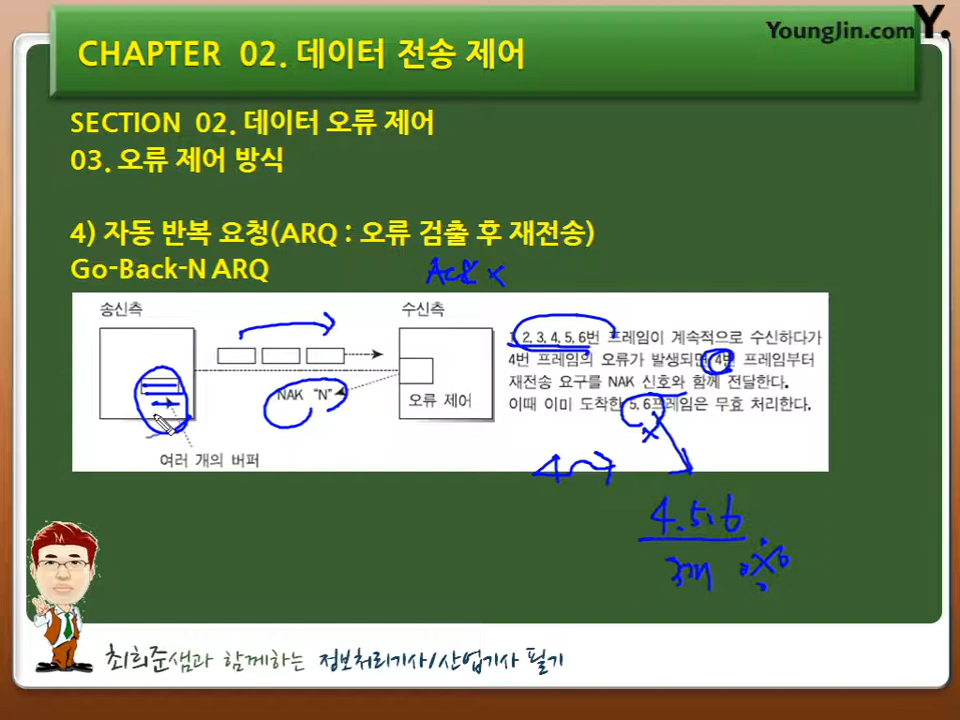 YoungJin.com Y.
CHAPTER 02. 데이터 전송 제어
SECTION 02. 데이터 오류 제어
03. 오류 제어 방식
4) 자동 반복 요청(ARQ : 오류 검출 후 재전송)
Go-Back-N ARQ
Ack x
송신측
수신측
NAK "N"
오류 제어
여러 개의 버퍼
1, 2, 3, 4, 5, 6번 프레임이 계속적으로 수신하다가
4번 프레임의 오류가 발생되면 4번 프레임부터
재전송 요구를 NAK 신호와 함께 전달한다.
이때 이미 도착한 5, 6프레임은 무효 처리한다.
4~
4.5.6
3개
최희준샘과 함께하는 정보처리기사/산업기사 필기